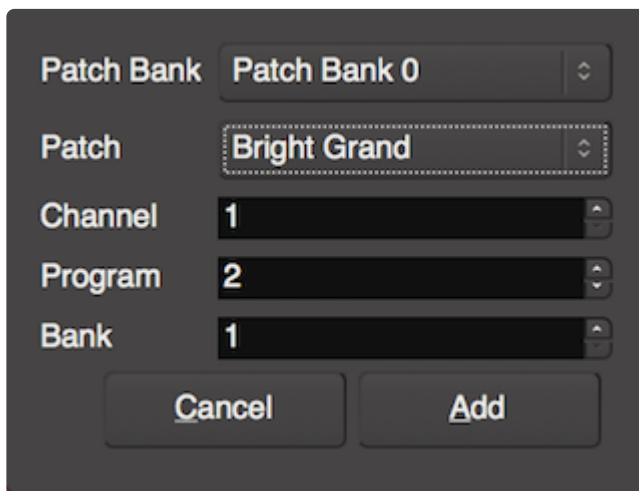 Patch Bank Patch Bank 0
Patch Bright Grand
Channel 1
Program 2
Bank 1
Cancel Add